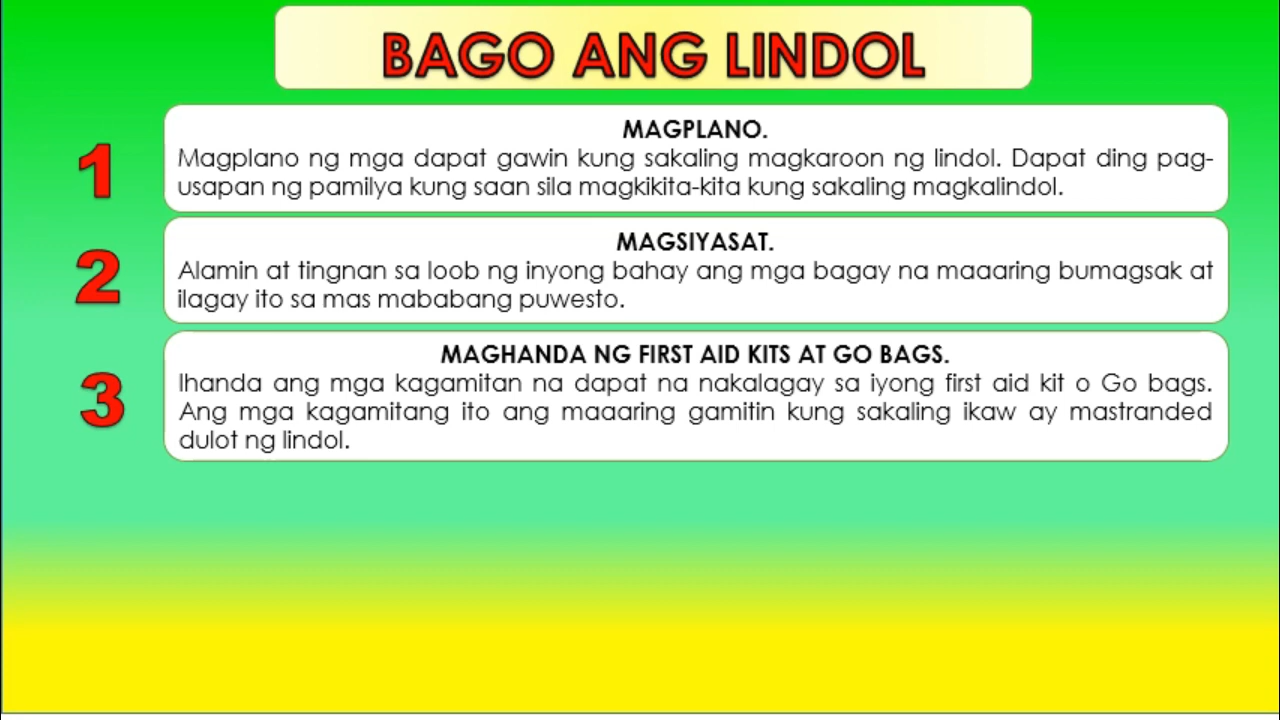 BAGO ANG LINDOL
1
MAGPLANO.
Magplano ng mga dapat gawin kung sakaling magkaroon ng lindol. Dapat ding pag-
usapan ng pamilya kung saan sila magkikita-kita kung sakaling magkalindol.
2
MAGSIYASAT.
Alamin at tingnan sa loob ng inyong bahay ang mga bagay na maaaring bumagsak at
ilagay ito sa mas mababang puwesto.
3
MAGHANDA NG FIRST AID KITS AT GO BAGS.
Ihanda ang mga kagamitan na dapat na nakalagay sa iyong first aid kit o Go bags.
Ang mga kagamitang ito ang maaaring gamitin kung sakaling ikaw ay mastranded
dulot ng lindol.